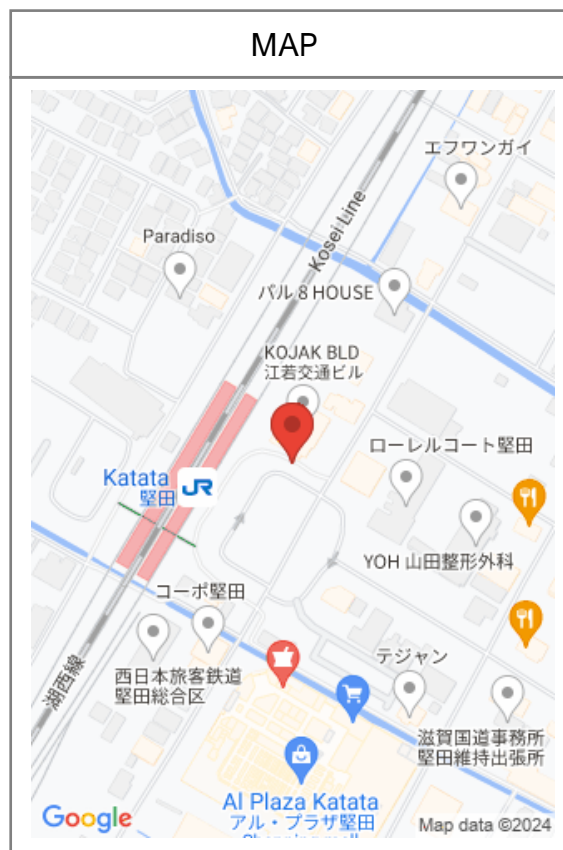 MAP
エフワンガイ
Kosei Line
Paradiso
パル 8 HOUSE
KOJAK BLD
江若交通ビル
ローレルコート堅田
Katata
堅田
JR
YOH 山田整形外科
コーポ堅田
西日本旅客鉄道
堅田総合区
湖西線
テジャン
滋賀国道事務所
堅田維持出張所
Al Plaza Katata
アル・プラザ堅田
Shopping mall
Google
Map data ©2024